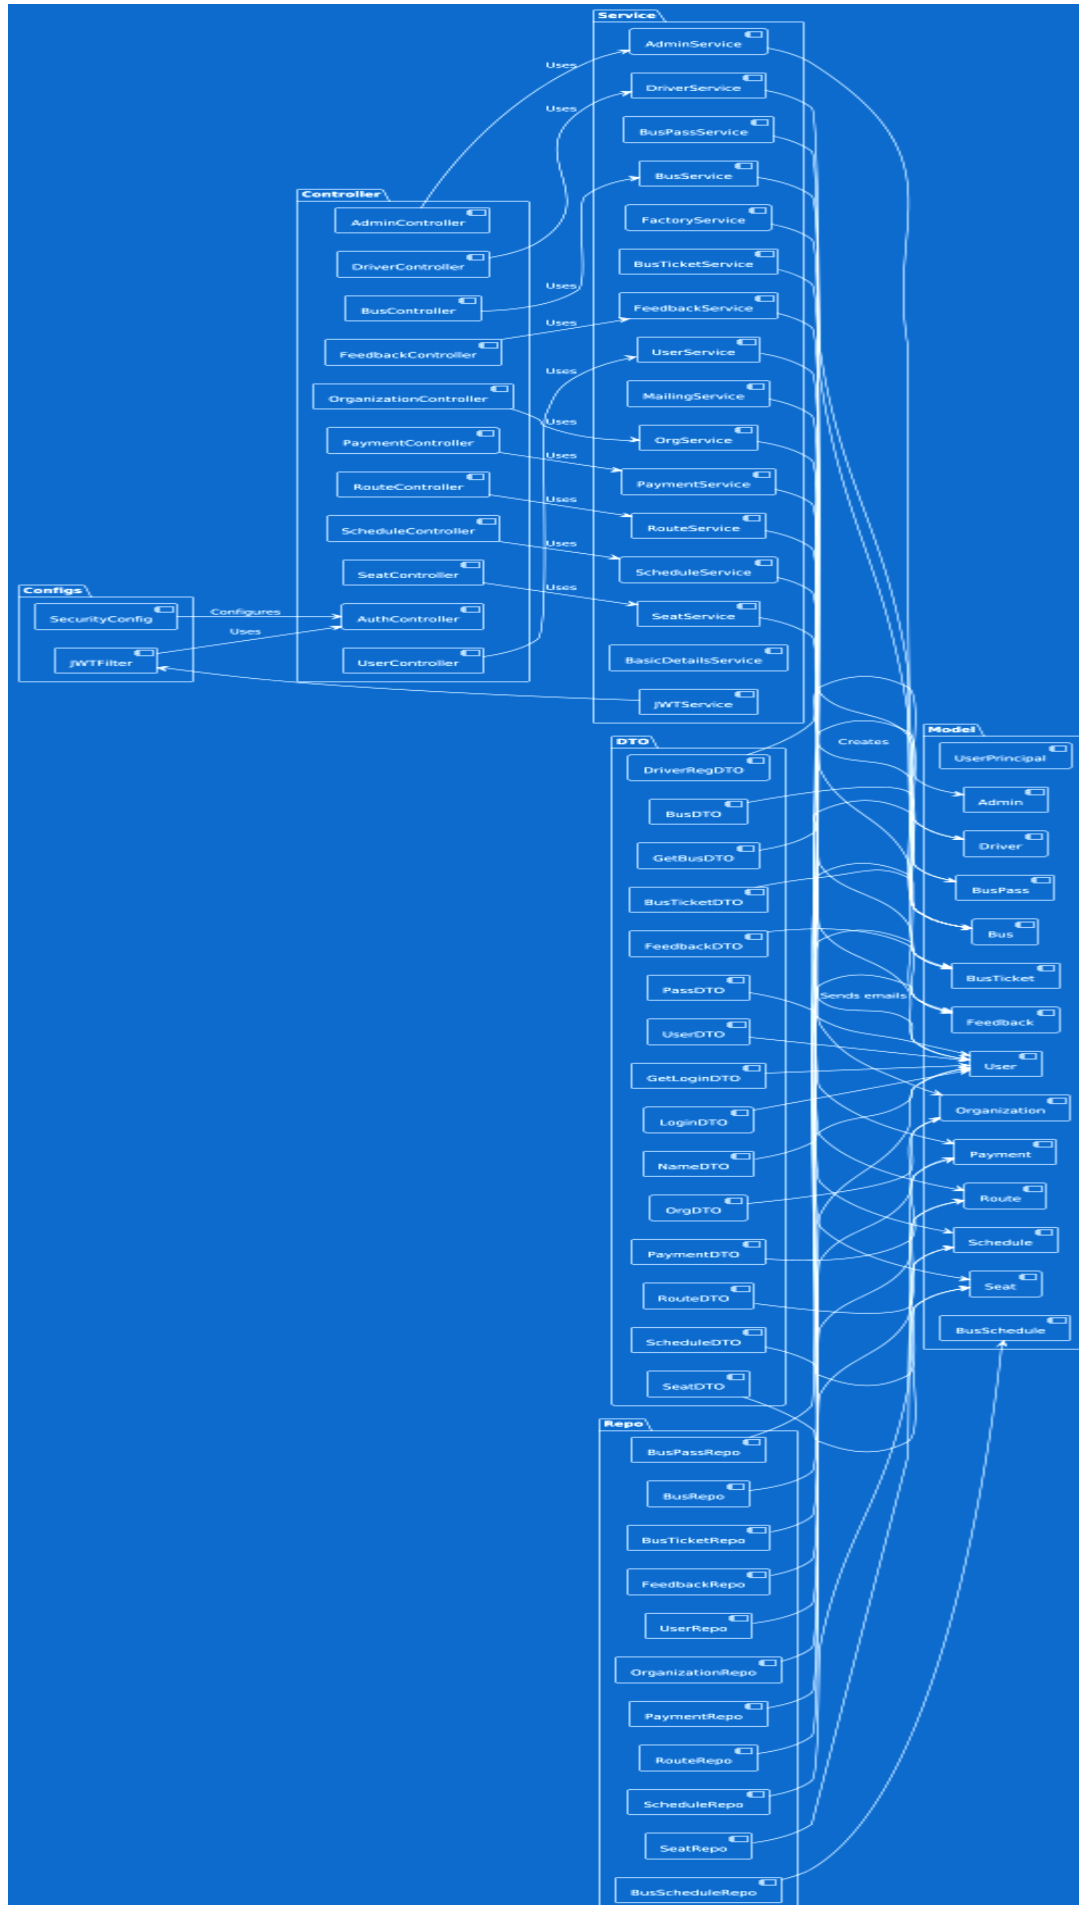 Service
AdminService
Uses
DriverService
Uses
BusPassService
BusService
Controller
AdminController
FactoryService
DriverController
BusTicketService
Uses
BusController
FeedbackService
Uses
FeedbackController
UserService
Uses
OrganizationController
MailingService
Uses
PaymentController
OrgService
Uses
RouteController
PaymentService
Uses
ScheduleController
RouteService
Uses
SeatController
ScheduleService
Uses
Configs
SecurityConfig
Configures
AuthController
SeatService
Uses
JWTFilter
UserController
BasicDetailsService
JWTService
DTO
DriverRegDTO
BusDTO
GetBusDTO
BusTicketDTO
FeedbackDTO
PassDTO
UserDTO
GetLoginDTO
LoginDTO
NameDTO
OrgDTO
PaymentDTO
RouteDTO
ScheduleDTO
SeatDTO
Creates
Sends emails
Model
UserPrincipal
Admin
Driver
BusPass
Bus
BusTicket
Feedback
User
Organization
Payment
Route
Schedule
Seat
BusSchedule
Repo
BusPassRepo
BusRepo
BusTicketRepo
FeedbackRepo
UserRepo
OrganizationRepo
PaymentRepo
RouteRepo
ScheduleRepo
SeatRepo
BusScheduleRepo